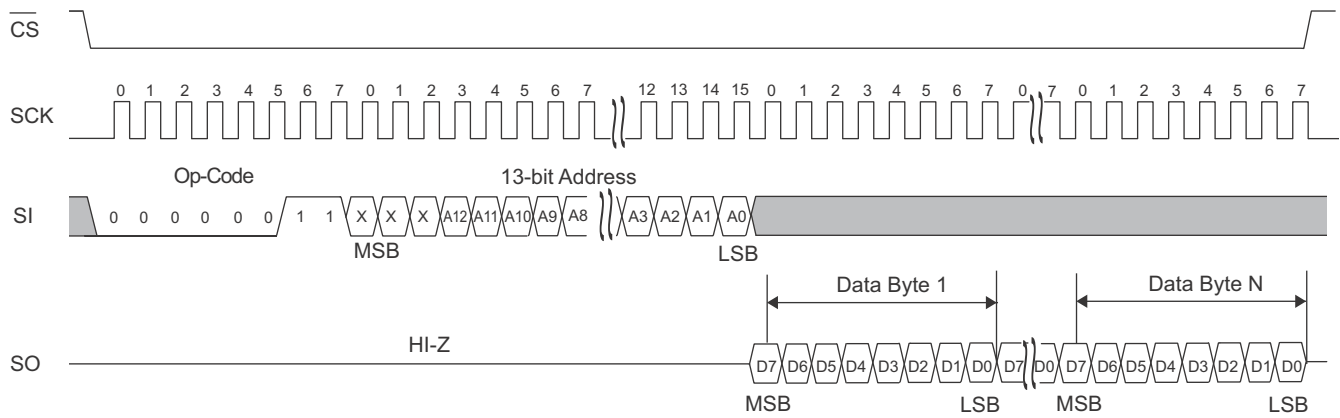 CS
0 1 2 3 4 5 6 7 0 1 2 3 4 5 6 7 12 13 14 15 0 1 2 3 4 5 6 7 0 7 0 1 2 3 4 5 6 7
SCK
Op-Code 13-bit Address
SI 0 0 0 0 0 0 1 1 X X X A12 A11 A10 A9 A8 A3 A2 A1 A0
MSB LSB
Data Byte 1 Data Byte N
HI-Z
SO D7 D6 D5 D4 D3 D2 D1 D0 D7 D0 D7 D6 D5 D4 D3 D2 D1 D0
MSB LSB MSB LSB